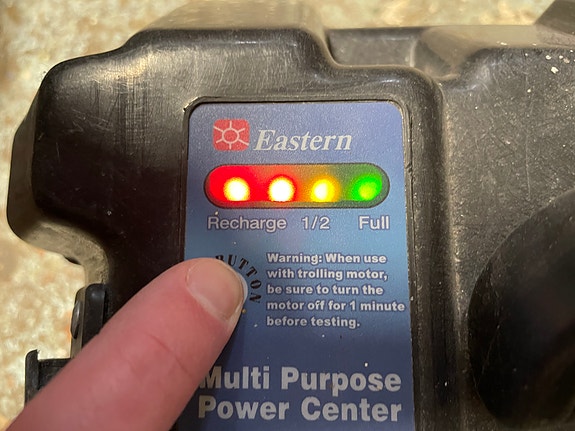 Eastern
Recharge 1/2 Full
BUTTON
Warning: When use
with trolling motor,
be sure to turn the
motor off for 1 minute
before testing.
Multi Purpose
Power Center